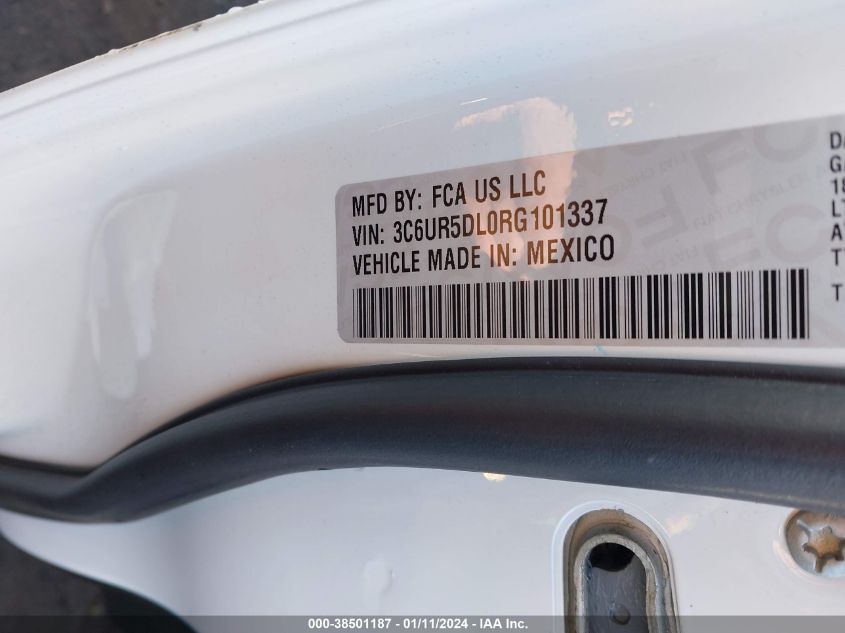 MFD BY: FCA US LLC
VIN: 3C6UR5DL0RG101337
VEHICLE MADE IN: MEXICO
000-38501187 - 01/11/2024 - IAA Inc.